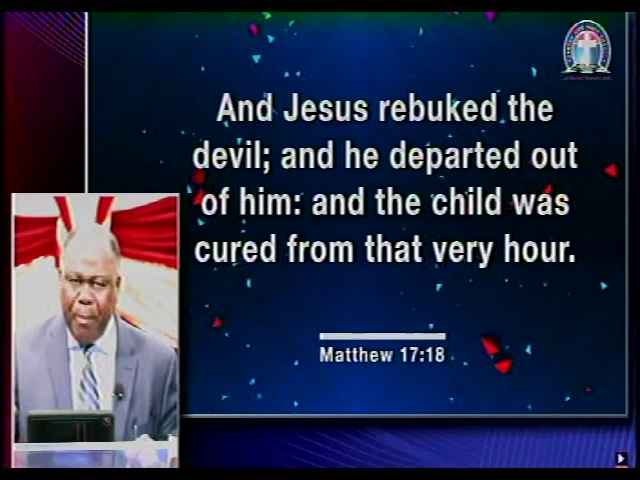 And Jesus rebuked the
devil; and he departed out
of him: and the child was
cured from that very hour.
Matthew 17:18